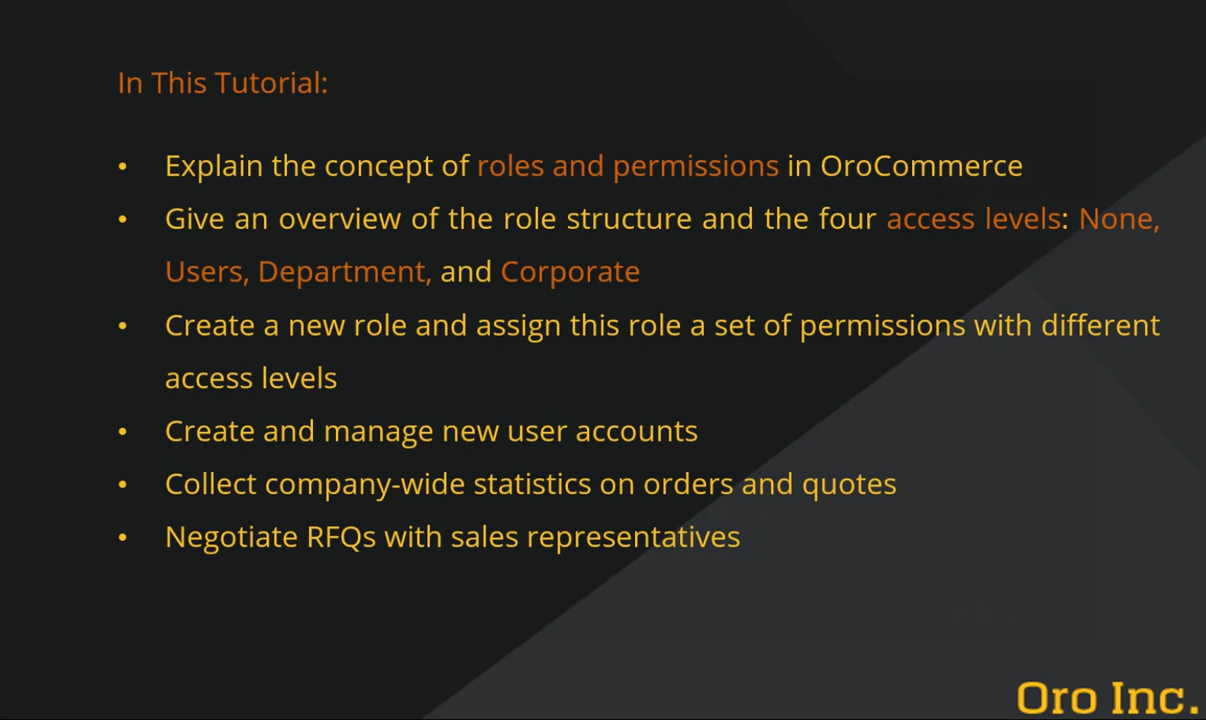 In This Tutorial:
• Explain the concept of roles and permissions in OroCommerce
• Give an overview of the role structure and the four access levels: None,
Users, Department, and Corporate
• Create a new role and assign this role a set of permissions with different
access levels
• Create and manage new user accounts
• Collect company-wide statistics on orders and quotes
• Negotiate RFQs with sales representatives
Oro Inc.